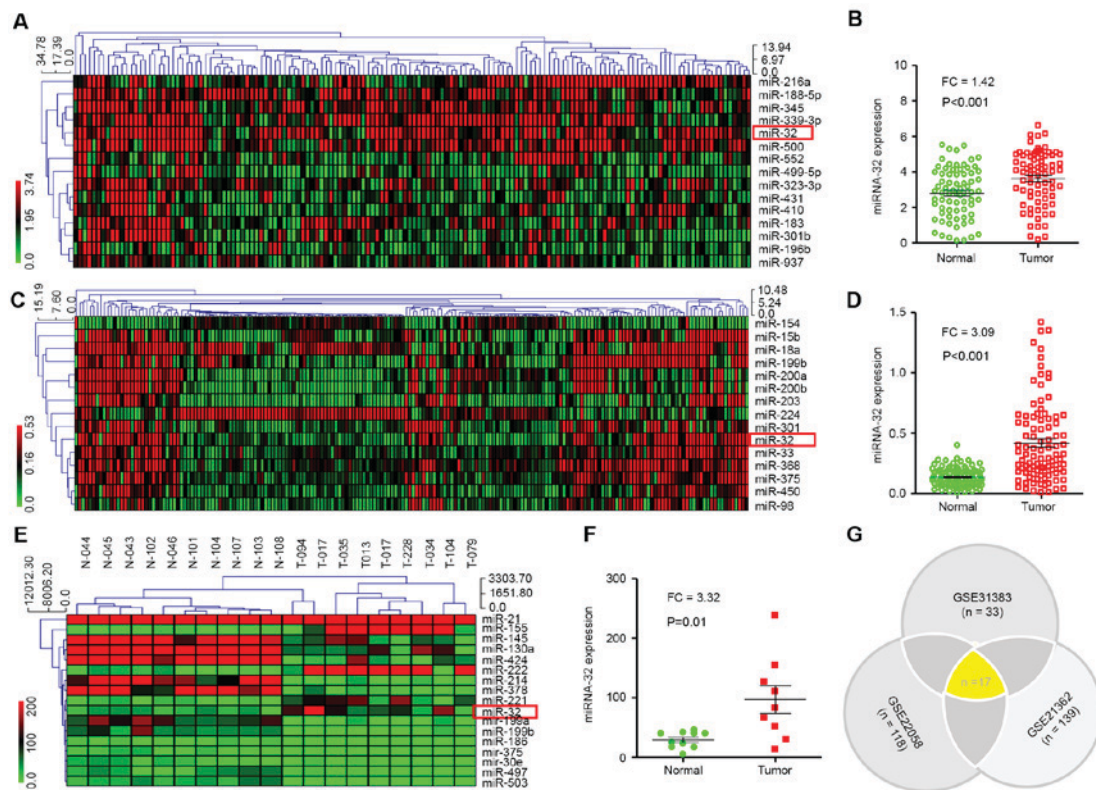 A
34.78
17.39
0.0
13.94
6.97
0.0
miR-216a
miR-188-5p
miR-345
miR-339-3p
miR-32
miR-500
miR-552
miR-499-5p
miR-323-3p
miR-431
miR-410
miR-183
miR-301b
miR-196b
miR-937
3.74
1.95
0.0
B
FC = 1.42
P<0.001
miRNA-32 expression
10
8
6
4
2
0
Normal
Tumor
C
15.19
7.60
0.0
10.48
5.24
0.0
miR-154
miR-15b
miR-18a
miR-199b
miR-200a
miR-200b
miR-203
miR-224
miR-301
miR-32
miR-33
miR-368
miR-375
miR-450
miR-98
0.53
0.16
0.0
D
FC = 3.09
P<0.001
miRNA-32 expression
1.5
1.0
0.5
0.0
Normal
Tumor
E
N-044
N-045
N-043
N-102
N-046
N-101
N-104
N-107
N-103
N-108
T-094
T-017
T-035
T013
T-017
T-228
T-034
T-104
T-079
12012.30
8006.20
0.0
3303.70
1651.80
0.0
miR-21
miR-155
miR-145
miR-130a
miR-424
miR-222
miR-214
miR-378
miR-221
miR-32
miR-199a
miR-199b
miR-186
mir-375
mir-30e
miR-497
miR-503
200
100
0.0
F
FC = 3.32
P=0.01
miRNA-32 expression
300
200
100
0
Normal
Tumor
G
GSE31383
(n = 33)
n =17
GSE22058
(n = 118)
GSE21362
(n = 139)